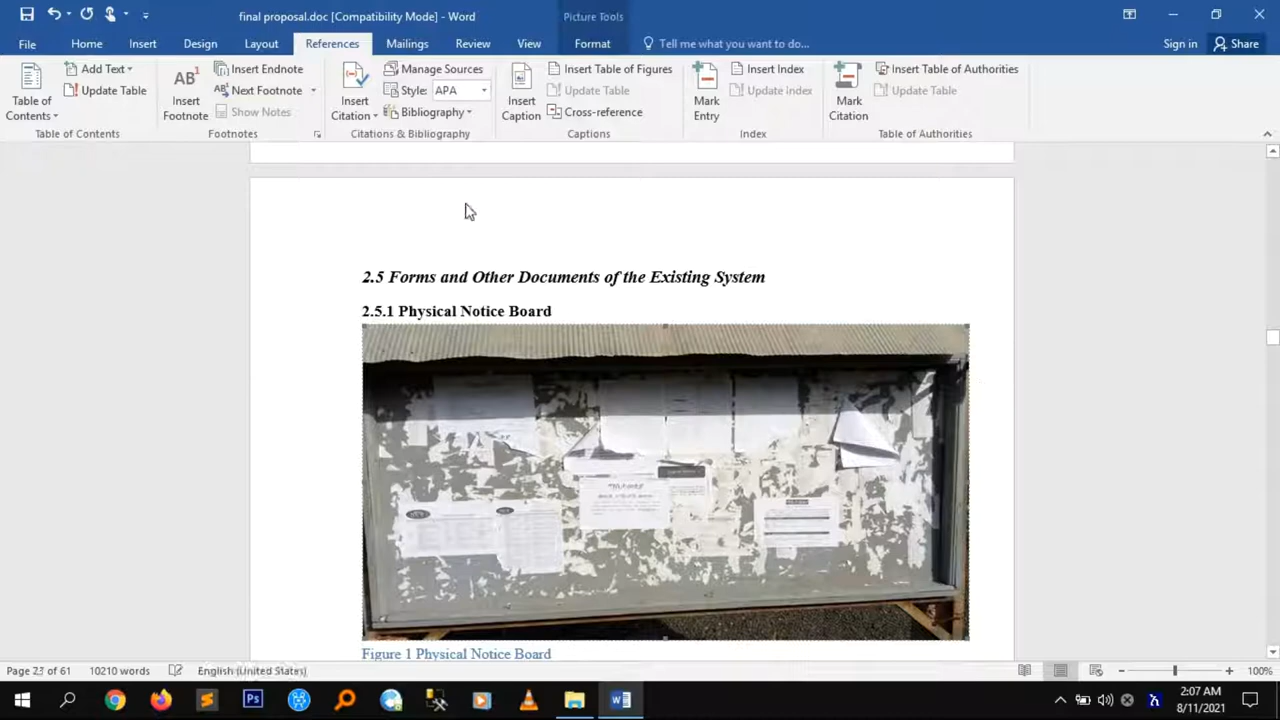 final proposal.doc [Compatibility Mode] - Word
Picture Tools
File Home Insert Design Layout References Mailings Review View Format Tell me what you want to do... Sign in Share
Table of Contents
Add Text
Update Table
Table of Contents
AB1
Insert Footnote
Insert Endnote
AB1 Next Footnote
Show Notes
Footnotes
Insert Citation
Manage Sources
Style: APA
Bibliography
Citations & Bibliography
Insert Caption
Insert Table of Figures
Update Table
Cross-reference
Captions
Mark Entry
Insert Index
Update Index
Index
Mark Citation
Insert Table of Authorities
Update Table
Table of Authorities
2.5 Forms and Other Documents of the Existing System
2.5.1 Physical Notice Board
Figure 1 Physical Notice Board
Page 23 of 61 10210 words English (United States) 100%
Ps
2:07 AM
8/11/2021